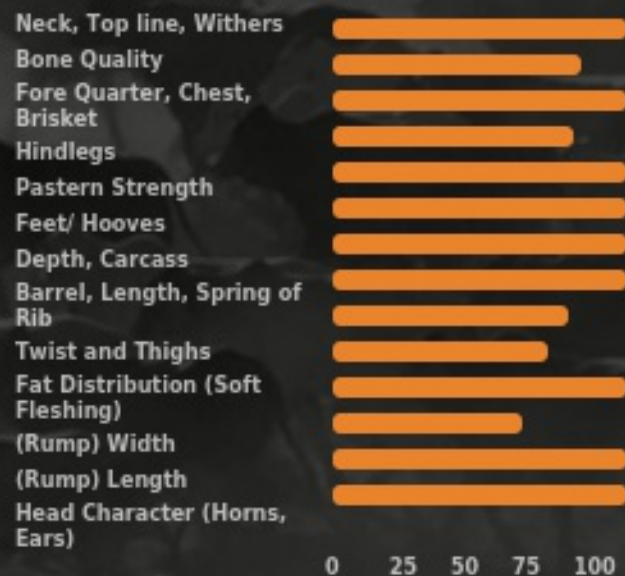 Neck, Top line, Withers
Bone Quality
Fore Quarter, Chest,
Brisket
Hindlegs
Pastern Strength
Feet/ Hooves
Depth, Carcass
Barrel, Length, Spring of
Rib
Twist and Thighs
Fat Distribution (Soft
Fleshing)
(Rump) Width
(Rump) Length
Head Character (Horns,
Ears)
0 25 50 75 100